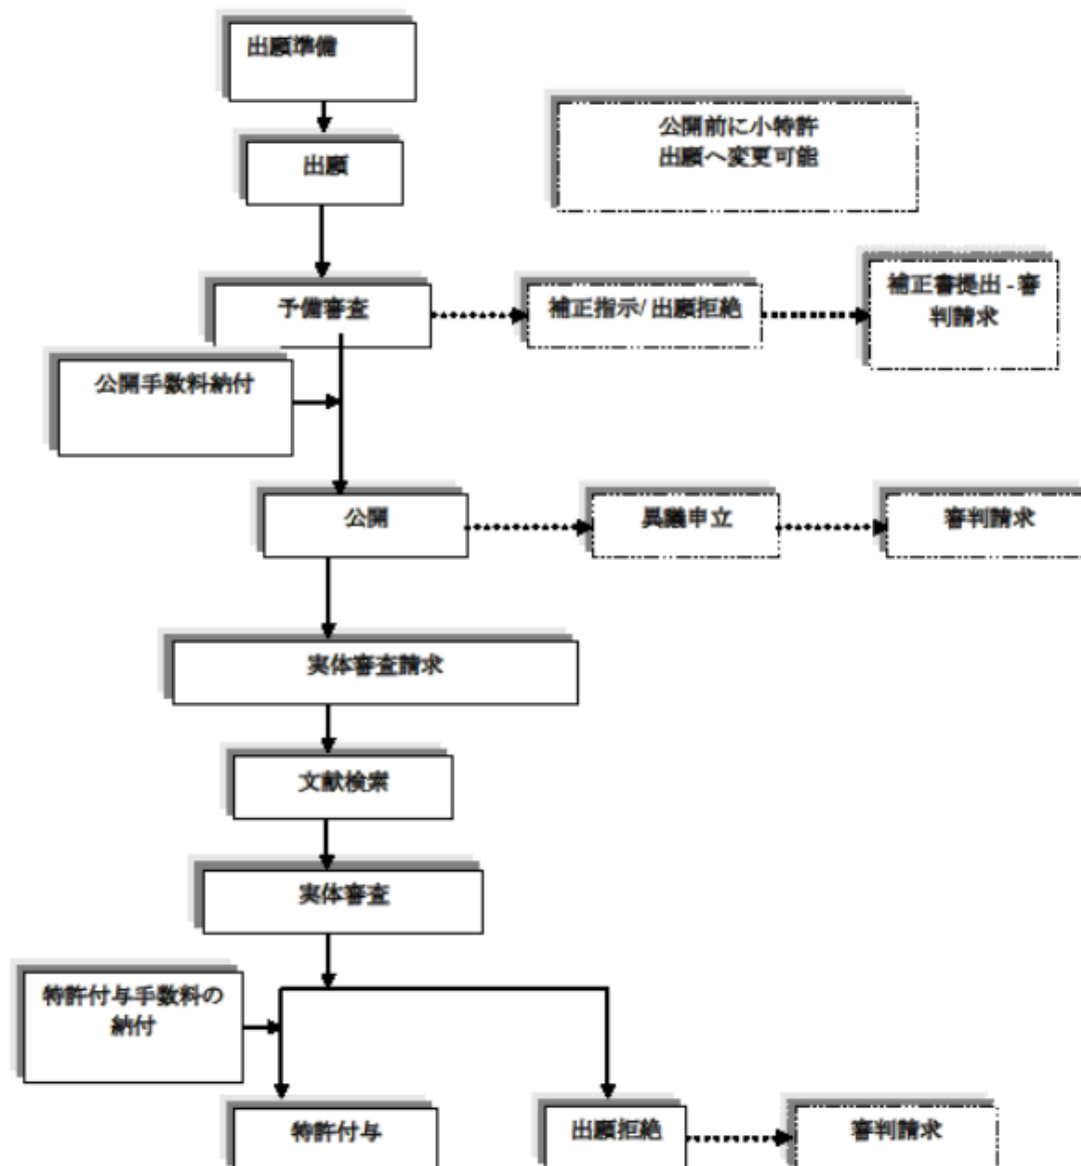 出願準備
公開前に小特許
出願へ変更可能
出願
予備審査
補正指示/ 出願拒絶
補正書提出 - 審
判請求
公開手数料納付
公開
異議申立
審判請求
実体審査請求
文献検索
実体審査
特許付与手数料の
納付
特許付与
出願拒絶
審判請求